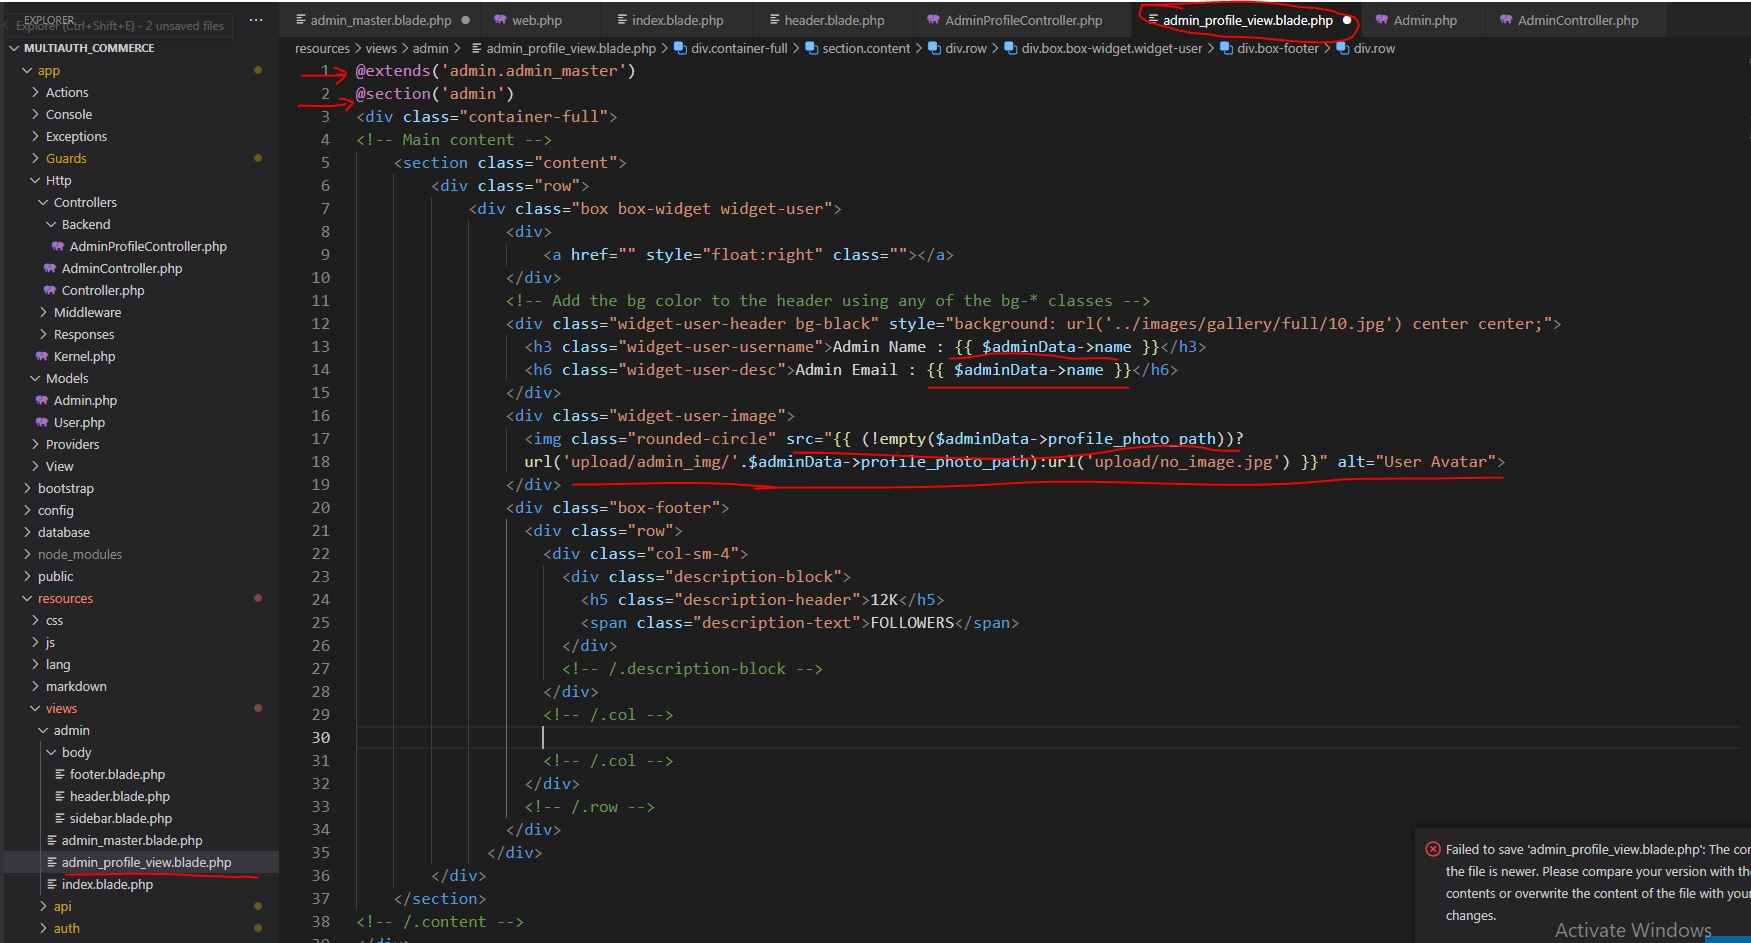 EXPLORER
Explorer (Ctrl+Shift+E) - 2 unsaved files
...
MULTIAUTH_COMMERCE
app
Actions
Console
Exceptions
Guards
Http
Controllers
Backend
AdminProfileController.php
AdminController.php
Controller.php
Middleware
Responses
Kernel.php
Models
Admin.php
User.php
Providers
View
bootstrap
config
database
node_modules
public
resources
css
js
lang
markdown
views
admin
body
footer.blade.php
header.blade.php
sidebar.blade.php
admin_master.blade.php
admin_profile_view.blade.php
index.blade.php
api
auth
admin_master.blade.php web.php index.blade.php header.blade.php AdminProfileController.php admin_profile_view.blade.php Admin.php AdminController.php
resources > views > admin > admin_profile_view.blade.php > div.container-full > section.content > div.row > div.box.box-widget.widget-user > div.box-footer > div.row
1 @extends('admin.admin_master')
2 @section('admin')
3 <div class="container-full">
4 <!-- Main content -->
5 <section class="content">
6 <div class="row">
7 <div class="box box-widget widget-user">
8 <div>
9 <a href="" style="float:right" class=""></a>
10 </div>
11 <!-- Add the bg color to the header using any of the bg-* classes -->
12 <div class="widget-user-header bg-black" style="background: url('../images/gallery/full/10.jpg') center center;">
13 <h3 class="widget-user-username">Admin Name : {{ $adminData->name }}</h3>
14 <h6 class="widget-user-desc">Admin Email : {{ $adminData->name }}</h6>
15 </div>
16 <div class="widget-user-image">
17 <img class="rounded-circle" src="{{ (!empty($adminData->profile_photo_path))?
18 url('upload/admin_img/'.$adminData->profile_photo_path):url('upload/no_image.jpg') }}" alt="User Avatar">
19 </div>
20 <div class="box-footer">
21 <div class="row">
22 <div class="col-sm-4">
23 <div class="description-block">
24 <h5 class="description-header">12K</h5>
25 <span class="description-text">FOLLOWERS</span>
26 </div>
27 <!-- /.description-block -->
28 </div>
29 <!-- /.col -->
30
31 <!-- /.col -->
32 </div>
33 <!-- /.row -->
34 </div>
35 </div>
36 </div>
37 </section>
38 <!-- /.content -->
Failed to save 'admin_profile_view.blade.php': The
the file is newer. Please compare your version with
contents or overwrite the content of the file with
changes.
Activate Windows